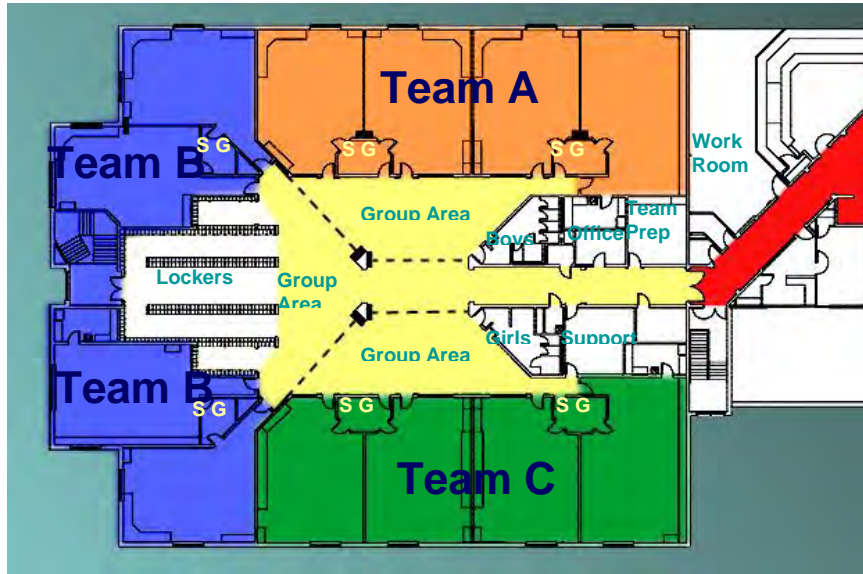 Team A
S G
S G
S G
Work
Room
Team B
Group Area
Team
Prep
Office
Boys
Lockers
Group
Area
Girls
Support
Group Area
Team B
S G
S G
S G
Team C